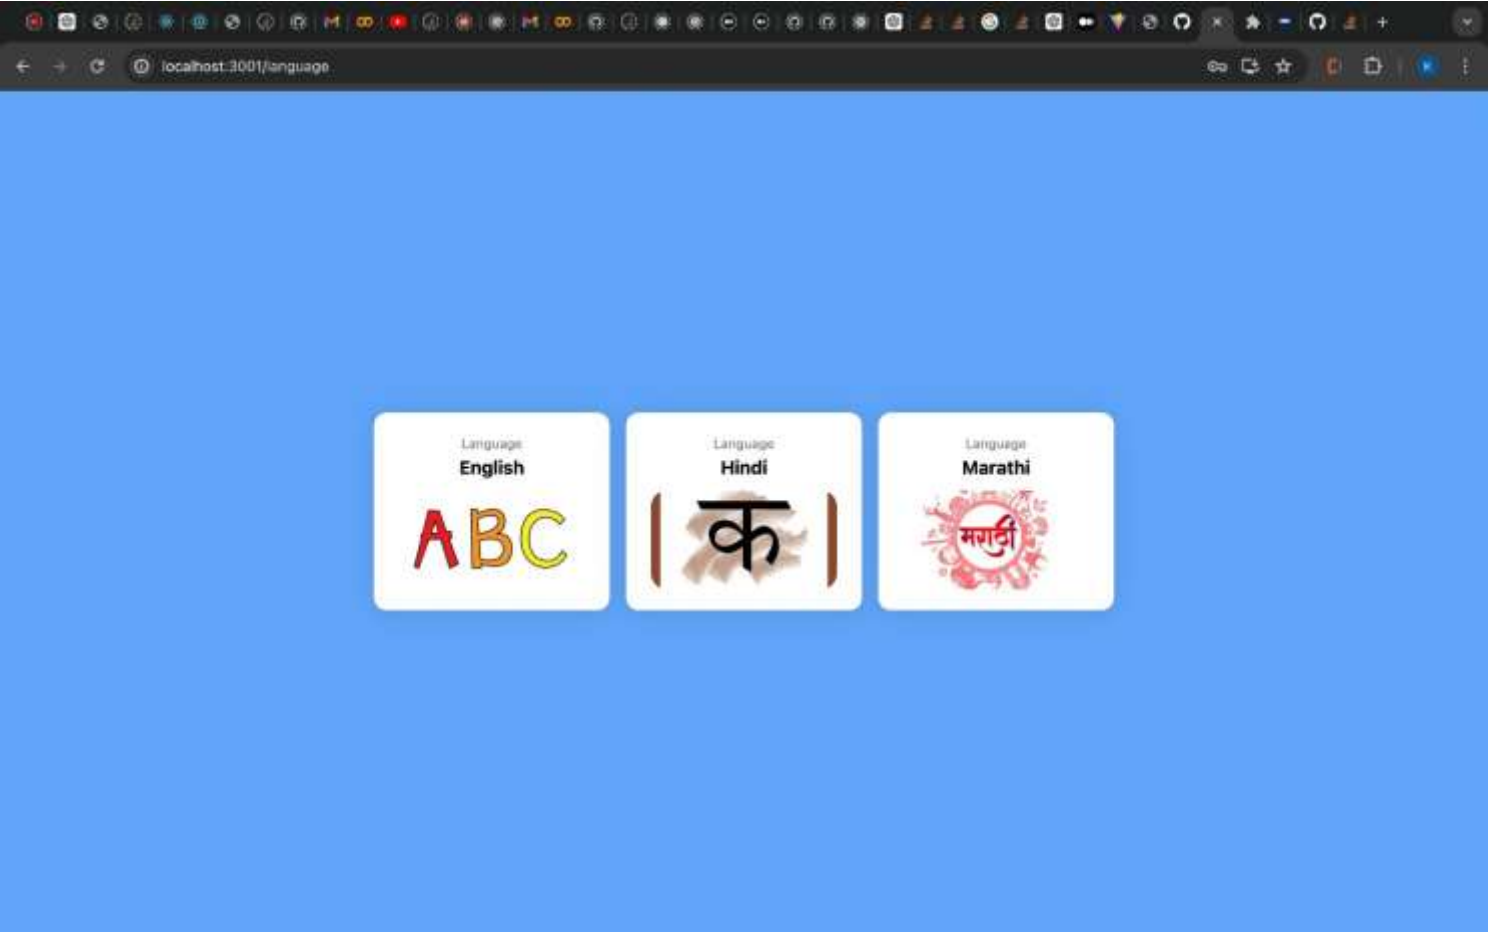 localhost:3001/language
Language
English
ABC
Language
Hindi
क
Language
Marathi
मराठी